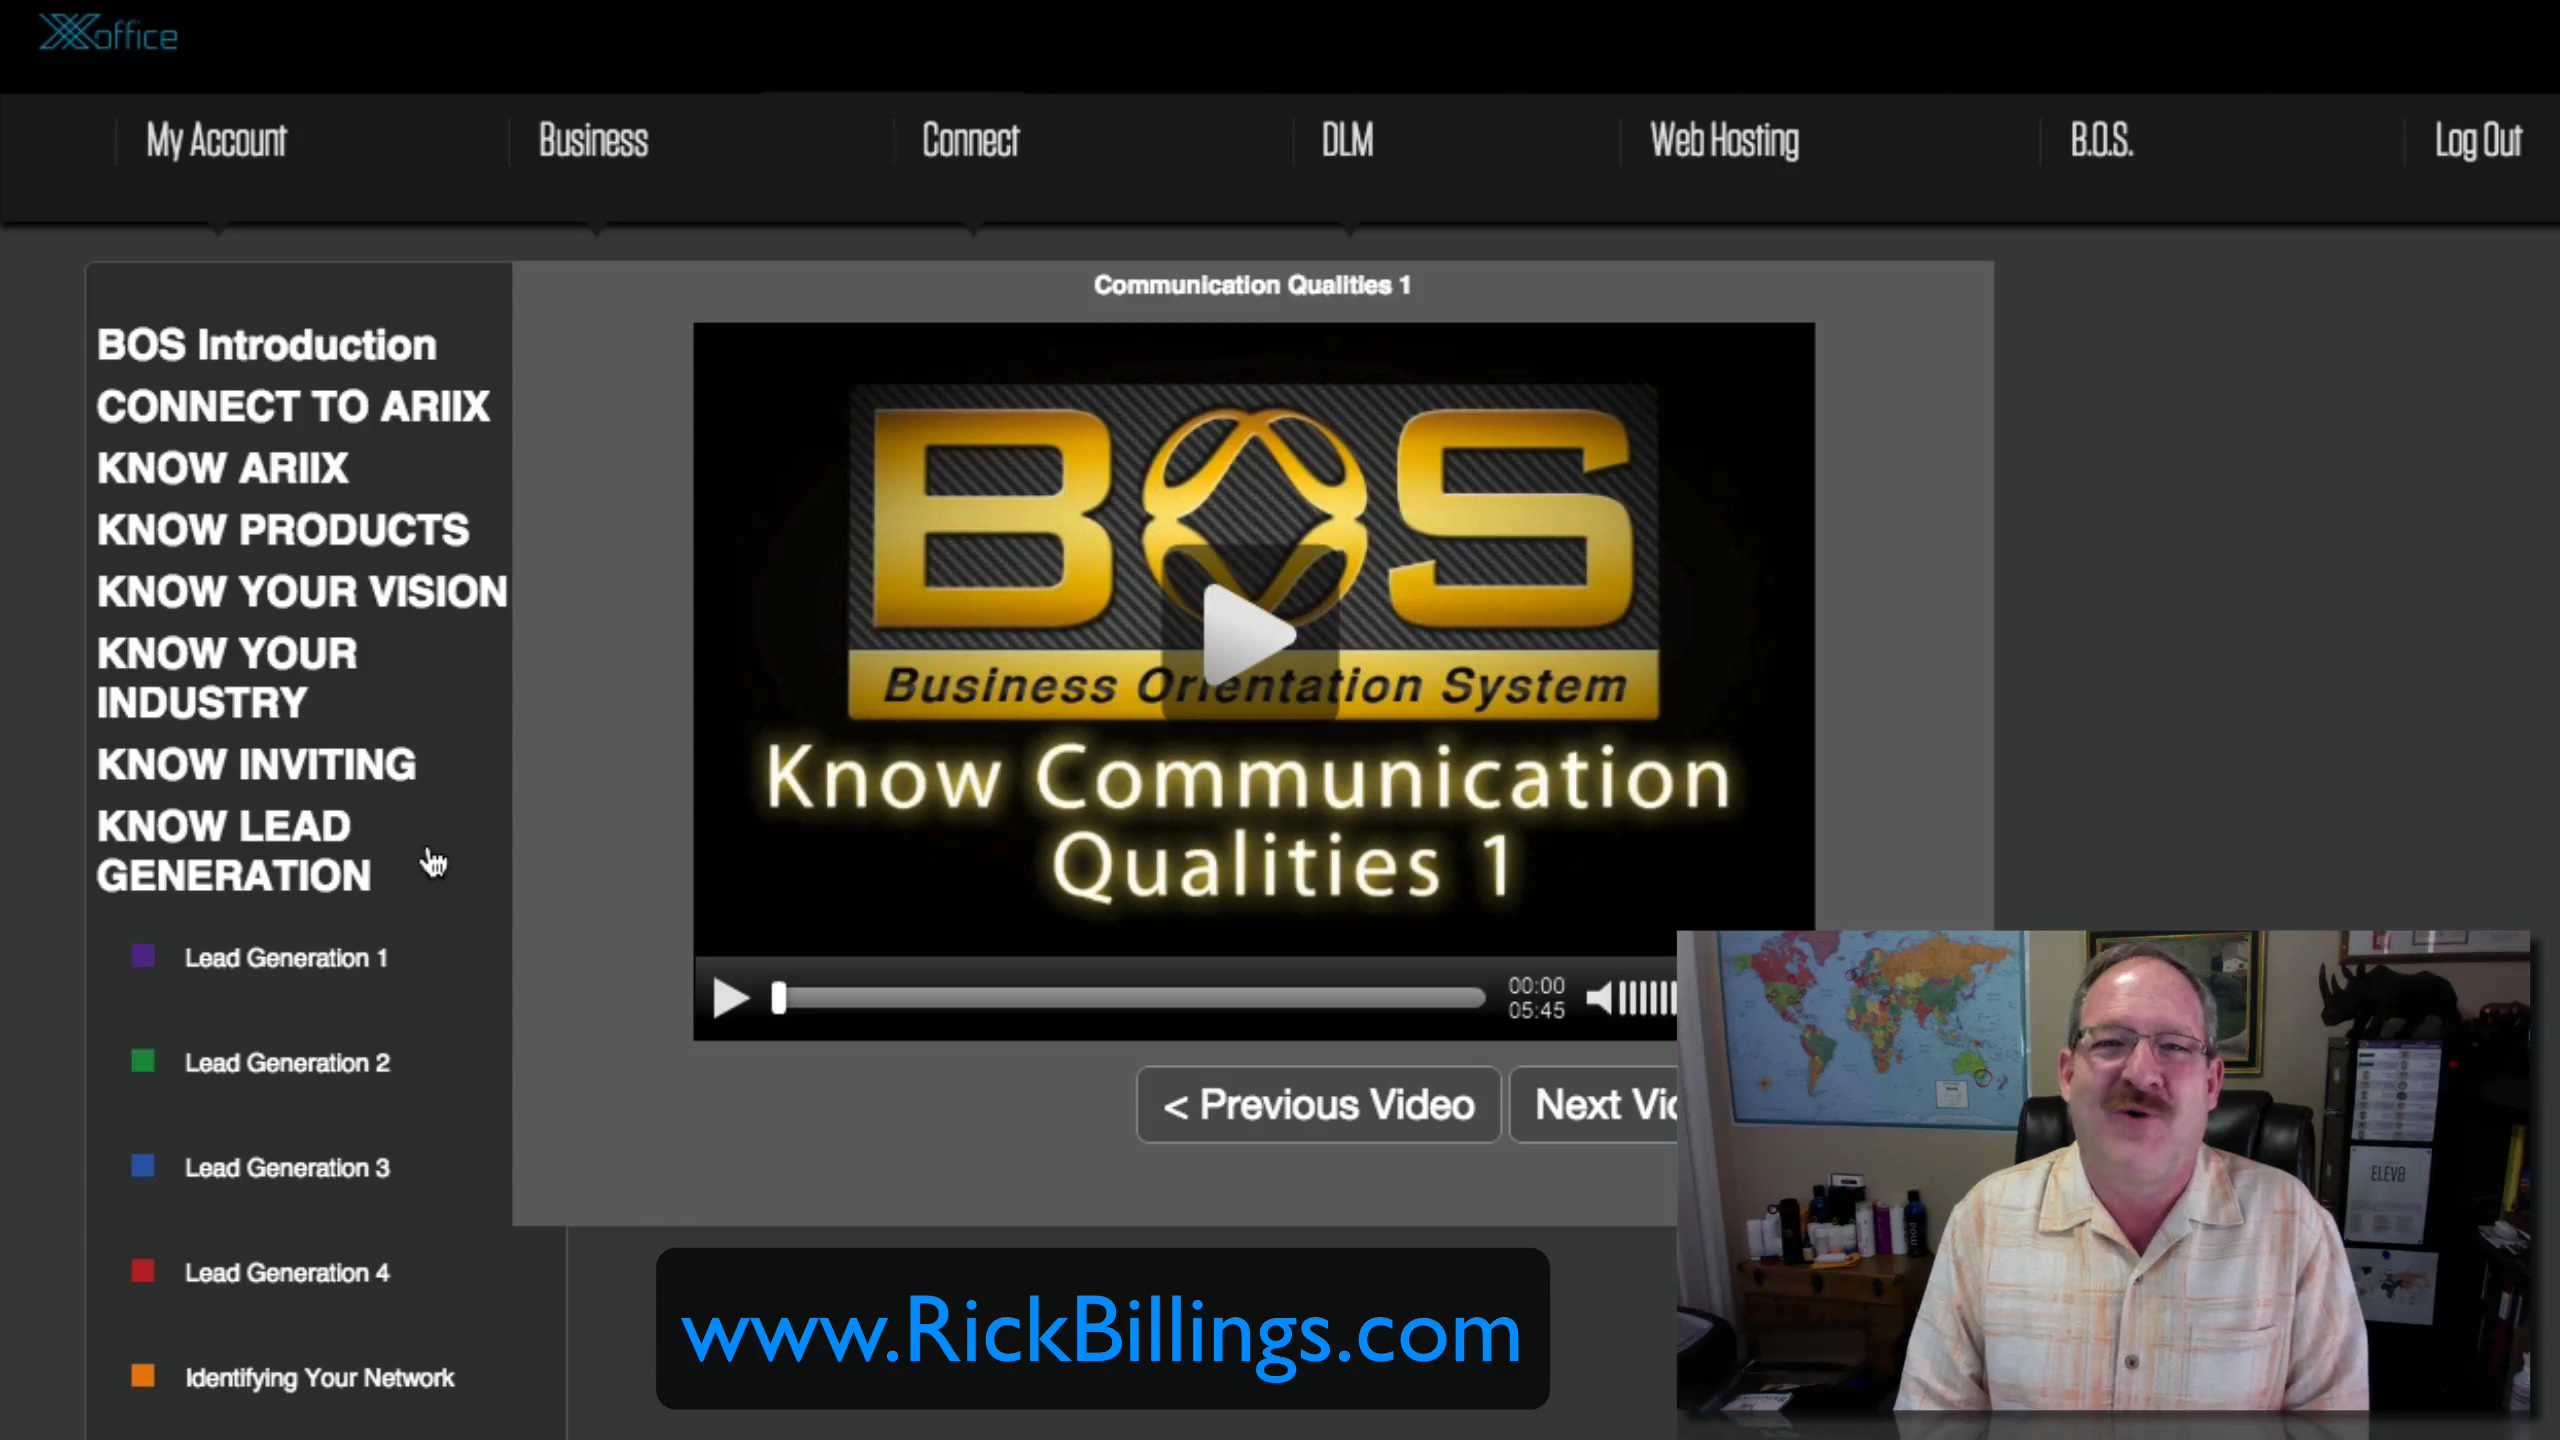 Xoffice
My Account
Business
Connect
DLM
Web Hosting
B.O.S.
Log Out
Communication Qualities 1
BOS Introduction
CONNECT TO ARIIX
KNOW ARIIX
KNOW PRODUCTS
KNOW YOUR VISION
KNOW YOUR
INDUSTRY
KNOW INVITING
KNOW LEAD
GENERATION
Lead Generation 1
Lead Generation 2
Lead Generation 3
Lead Generation 4
Identifying Your Network
BOS
Business Orientation System
Know Communication
Qualities 1
00:00
05:45
< Previous Video
Next Vi
www.RickBillings.com
ELEV8
moa